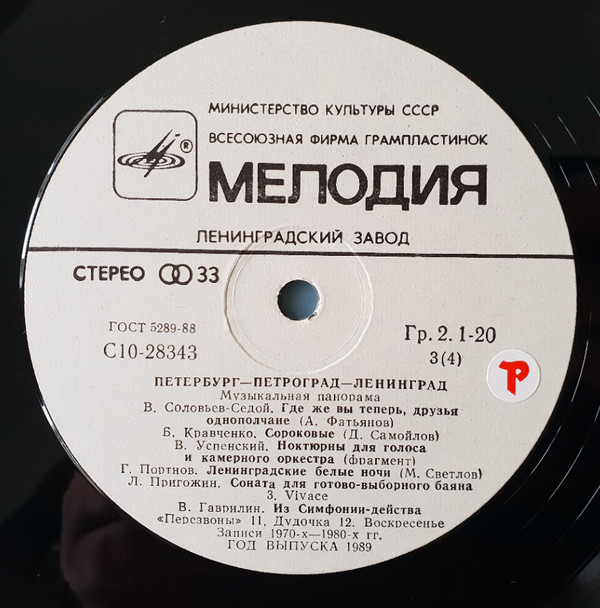 МИНИСТЕРСТВО КУЛЬТУРЫ СССР
ВСЕСОЮЗНАЯ ФИРМА ГРАМПЛАСТИНОК
®
МЕЛОДИЯ
ЛЕНИНГРАДСКИЙ ЗАВОД
СТЕРЕО 33
ГОСТ 5289-88
Гр. 2. 1-20
С10-28343
3(4)
Р
ПЕТЕРБУРГ—ПЕТРОГРАД—ЛЕНИНГРАД
Музыкальная панорама
В. Соловьев-Седой. Где же вы теперь, друзья
однополчане (А. Фатьянов)
Б. Кравченко. Сороковые (Д. Самойлов)
В. Успенский. Ноктюрны для голоса
и камерного оркестра (фрагмент)
Г. Портнов. Ленинградские белые ночи (М. Светлов)
Л. Пригожин. Соната для готово-выборного баяна
3. Vivace
В. Гаврилин. Из Симфонии-действа
«Перезвоны» 11. Дудочка 12. Воскресенье
Записи 1970-х—1980-х гг.
ГОД ВЫПУСКА 1989